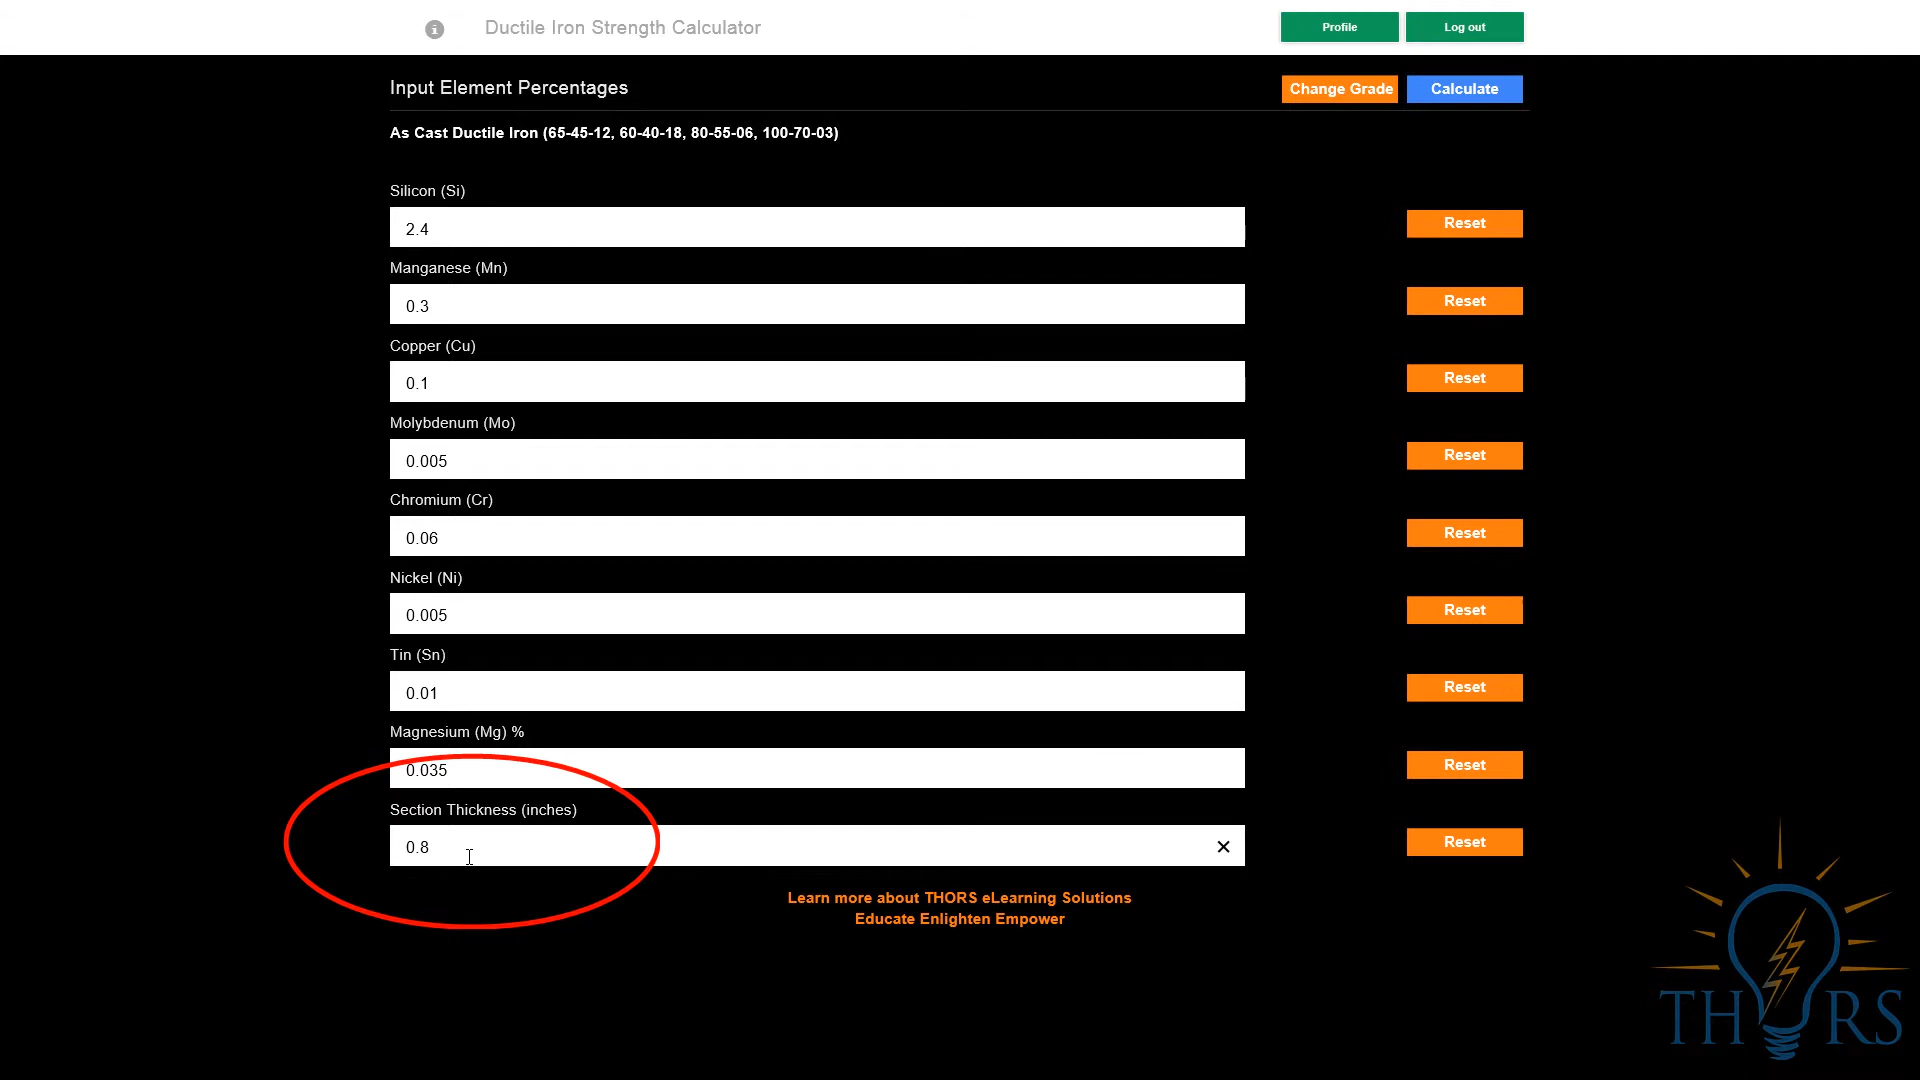 Ductile Iron Strength Calculator
Profile
Log out
Input Element Percentages
Change Grade
Calculate
As Cast Ductile Iron (65-45-12, 60-40-18, 80-55-06, 100-70-03)
Silicon (Si)
2.4
Reset
Manganese (Mn)
0.3
Reset
Copper (Cu)
0.1
Reset
Molybdenum (Mo)
0.005
Reset
Chromium (Cr)
0.06
Reset
Nickel (Ni)
0.005
Reset
Tin (Sn)
0.01
Reset
Magnesium (Mg) %
0.035
Reset
Section Thickness (inches)
0.8
Reset
Learn more about THORS eLearning Solutions
Educate Enlighten Empower
THORS